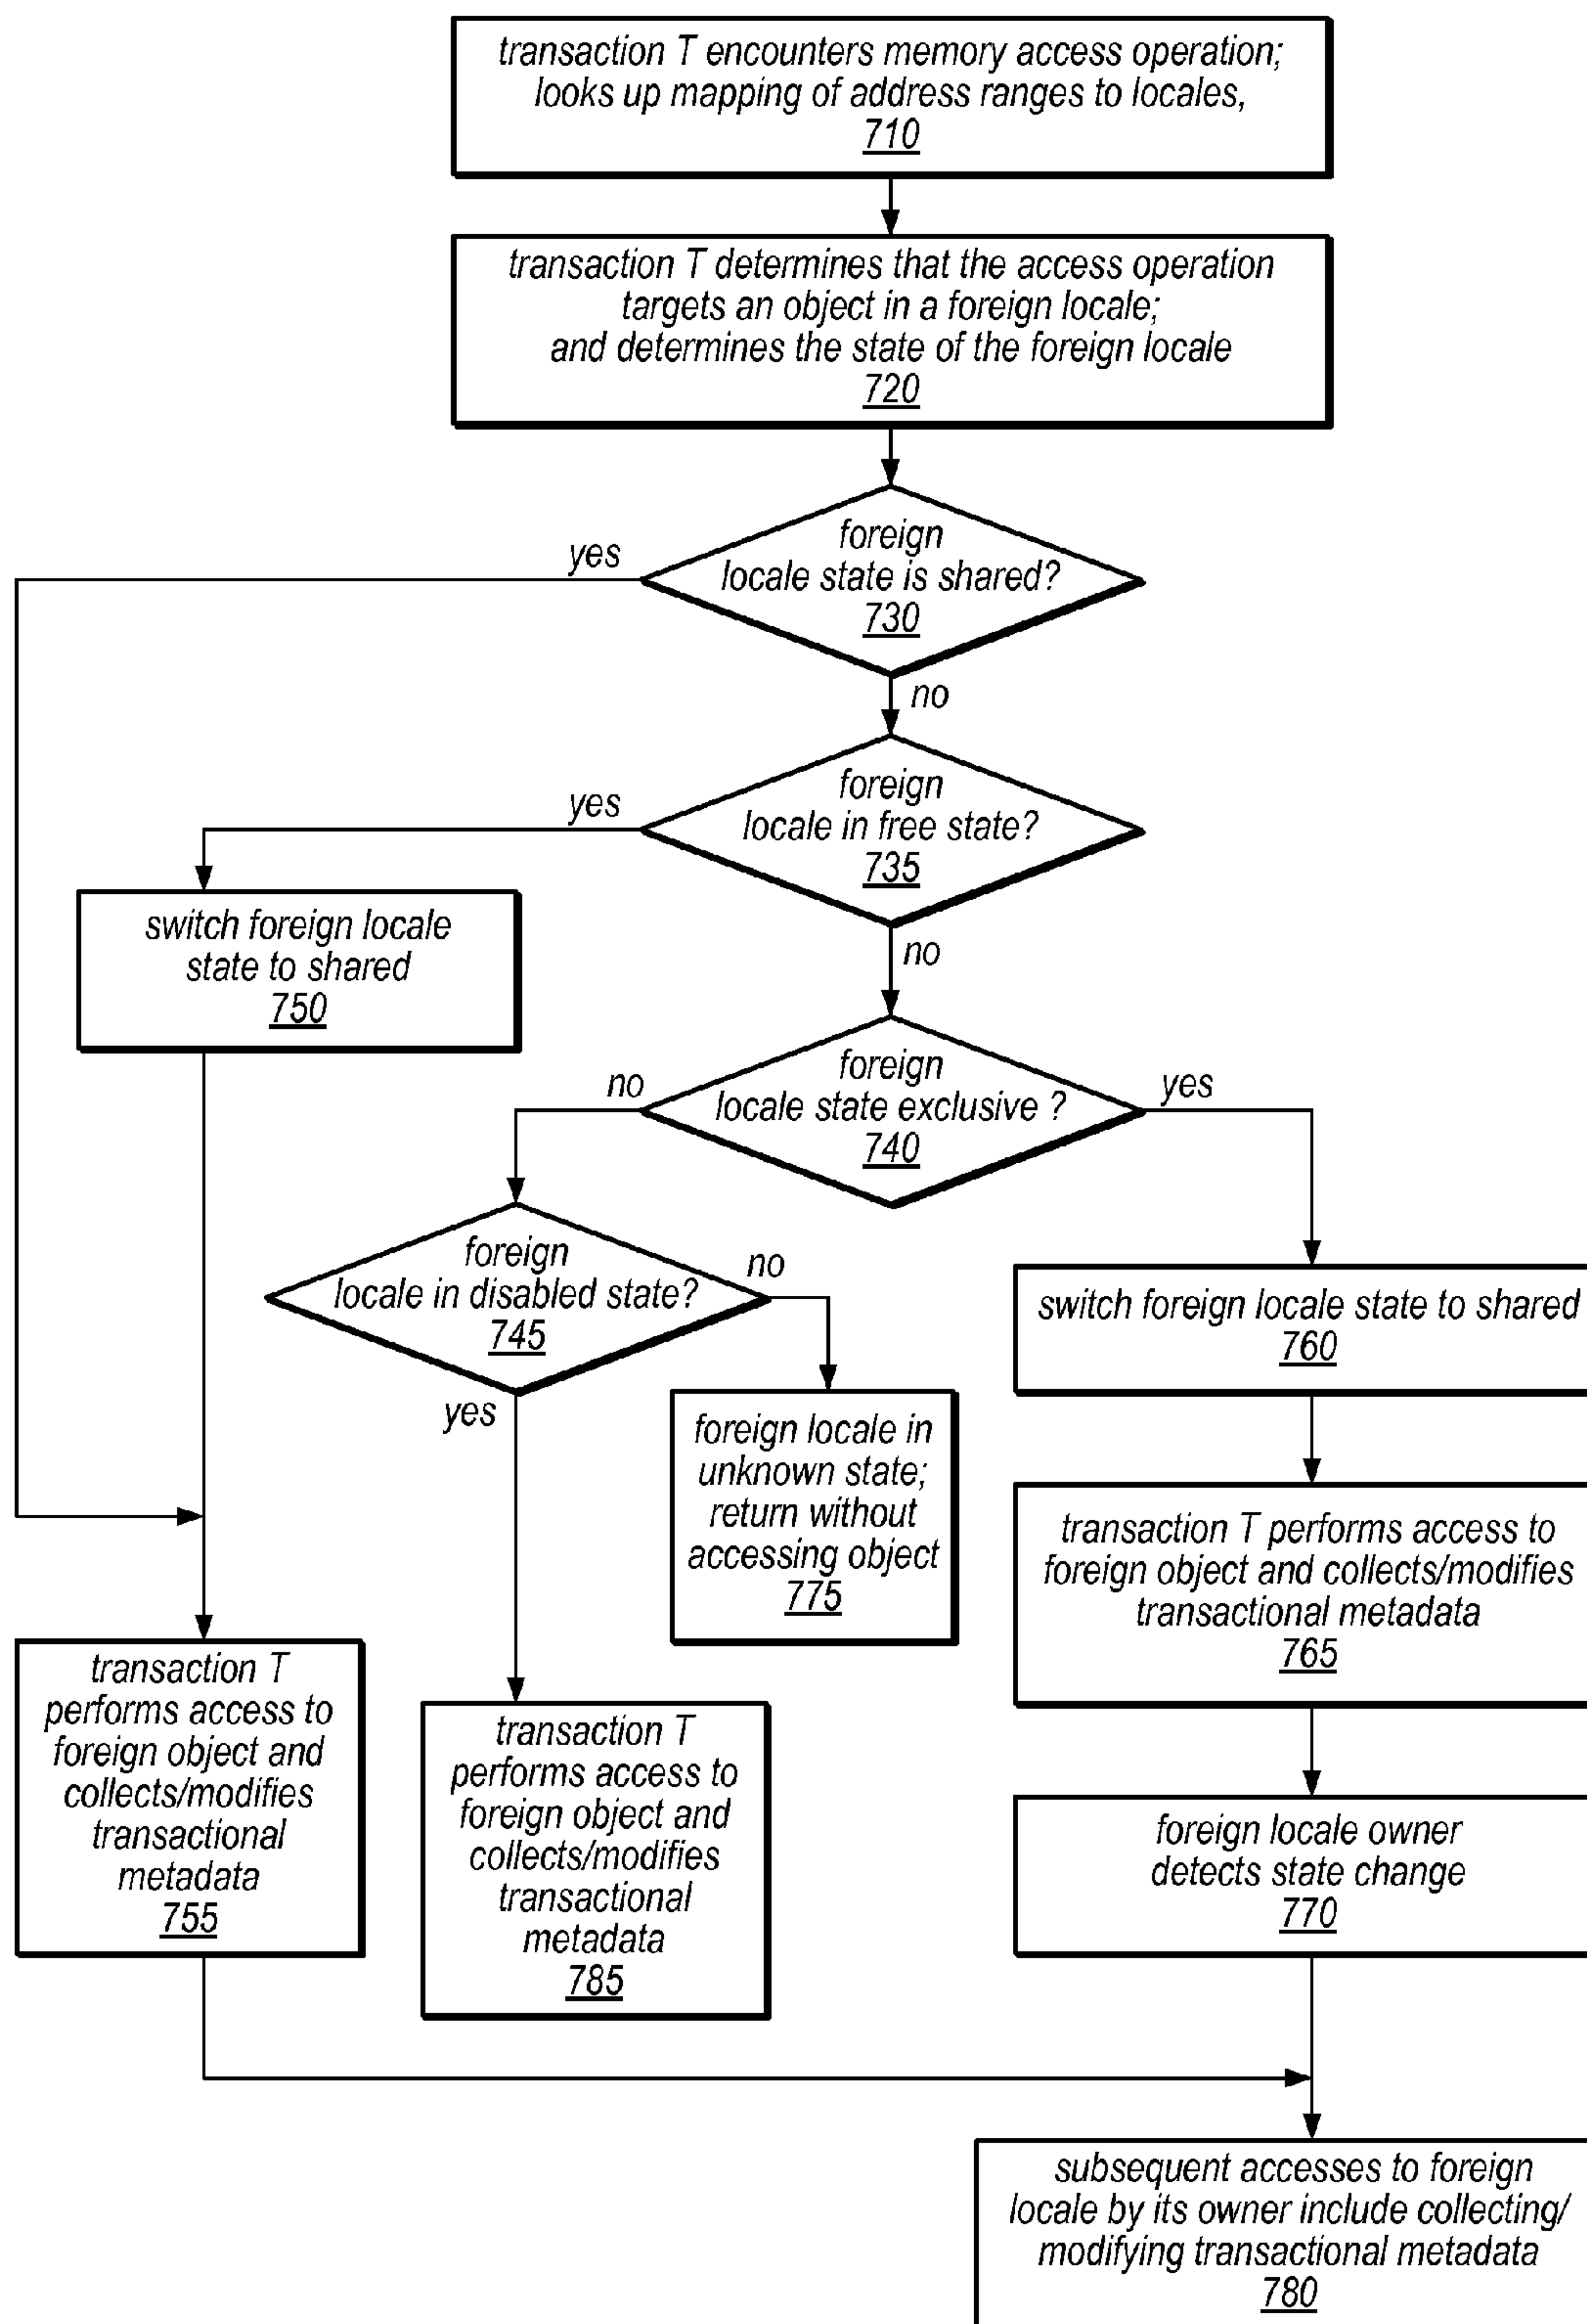 transaction T encounters memory access operation;
looks up mapping of address ranges to locales,
710
transaction T determines that the access operation
targets an object in a foreign locale;
and determines the state of the foreign locale
720
yes
foreign
locale state is shared?
730
no
yes
foreign
locale in free state?
735
no
switch foreign locale
state to shared
750
no
foreign
locale state exclusive ?
740
yes
foreign
locale in disabled state?
745
no
yes
switch foreign locale state to shared
760
foreign locale in
unknown state;
return without
accessing object
775
transaction T performs access to
foreign object and collects/modifies
transactional metadata
765
transaction T
performs access to
foreign object and
collects/modifies
transactional
metadata
755
transaction T
performs access to
foreign object and
collects/modifies
transactional
metadata
785
foreign locale owner
detects state change
770
subsequent accesses to foreign
locale by its owner include collecting/
modifying transactional metadata
780